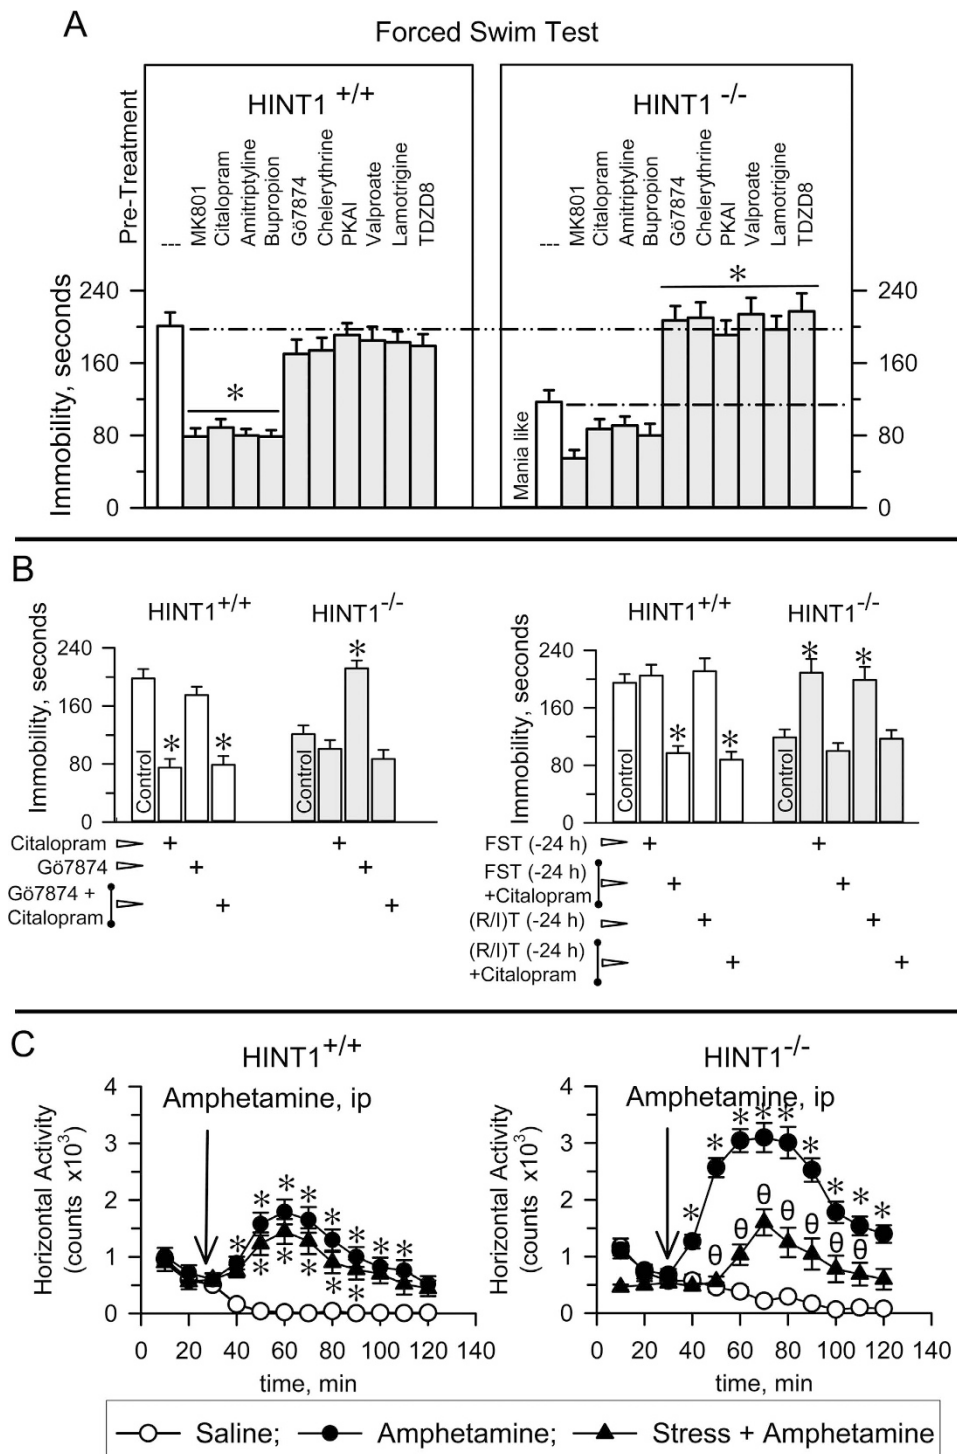 A
Forced Swim Test
Pre-Treatment
HINT1 +/+
--- MK801 Citalopram Amitriptyline Bupropion Gö7874 Chelerythrine PKAI Valproate Lamotrigine TDZD8
HINT1 -/-
--- MK801 Citalopram Amitriptyline Bupropion Gö7874 Chelerythrine PKAI Valproate Lamotrigine TDZD8
Immobility, seconds
240
160
80
0
*
*
Mania like
240
160
80
0
B
HINT1+/+ HINT1-/-
Immobility, seconds
240
160
80
0
Control * * Control *
Citalopram + +
Gö7874 + +
Gö7874 + + +
Citalopram
HINT1+/+ HINT1-/-
Immobility, seconds
240
160
80
0
Control * * Control * *
FST (-24 h) + +
FST (-24 h) + +
+Citalopram
(R/I)T (-24 h) + +
(R/I)T (-24 h) + +
+Citalopram
C
HINT1+/+
Amphetamine, ip
Horizontal Activity
(counts x10³)
4
3
2
1
0
* * * * * * * *
* * * * *
0 20 40 60 80 100 120 140
time, min
HINT1-/-
Amphetamine, ip
Horizontal Activity
(counts x10³)
4
3
2
1
0
* * * * * * * * *
θ θ θ θ θ θ θ
0 20 40 60 80 100 120 140
time, min
Saline; Amphetamine; Stress + Amphetamine